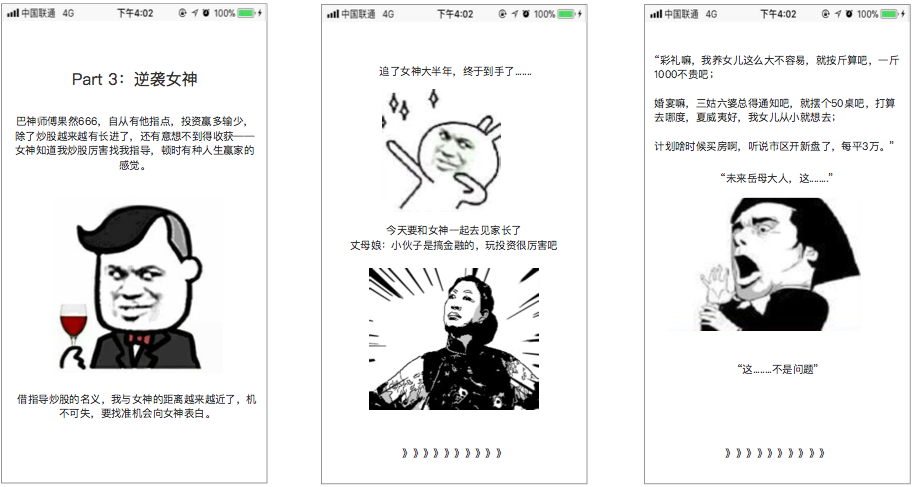 中国联通 4G 下午4:02 100%
Part 3：逆袭女神
巴神师傅果然666，自从有他指点，投资赢多输少，
除了炒股越来越有长进了，还有意想不到得收获——
女神知道我炒股厉害找我指导，顿时有种人生赢家的
感觉。
借指导炒股的名义，我与女神的距离越来越近了，机
不可失，要找准机会向女神表白。
中国联通 4G 下午4:02 100%
追了女神大半年，终于到手了.......
今天要和女神一起去见家长了
丈母娘：小伙子是搞金融的，玩投资很厉害吧
》》》》》》》》》》
中国联通 4G 下午4:02 100%
“彩礼嘛，我养女儿这么大不容易，就按斤算吧，一斤
1000不贵吧；
婚宴嘛，三姑六婆总得通知吧，就摆个50桌吧，打算
去哪度，夏威夷好，我女儿从小就想去；
计划啥时候买房啊，听说市区开新盘了，每平3万。”
“未来岳母大人，这........”
“这........不是问题”
》》》》》》》》》》